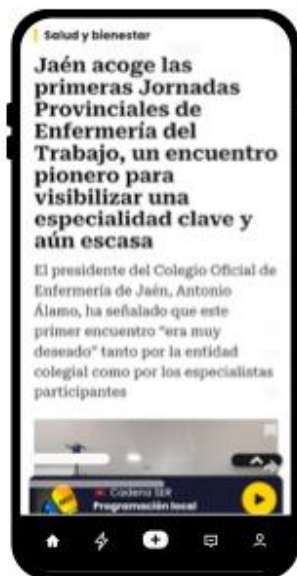 Salud y bienestar
Jaén acoge las
primeras Jornadas
Provinciales de
Enfermería del
Trabajo, un encuentro
pionero para
visibilizar una
especialidad clave y
aún escasa
El presidente del Colegio Oficial de
Enfermería de Jaén, Antonio
Álamo, ha señalado que este
primer encuentro “era muy
deseado” tanto por la entidad
colegial como por los especialistas
participantes
Cadena SER
Programación local